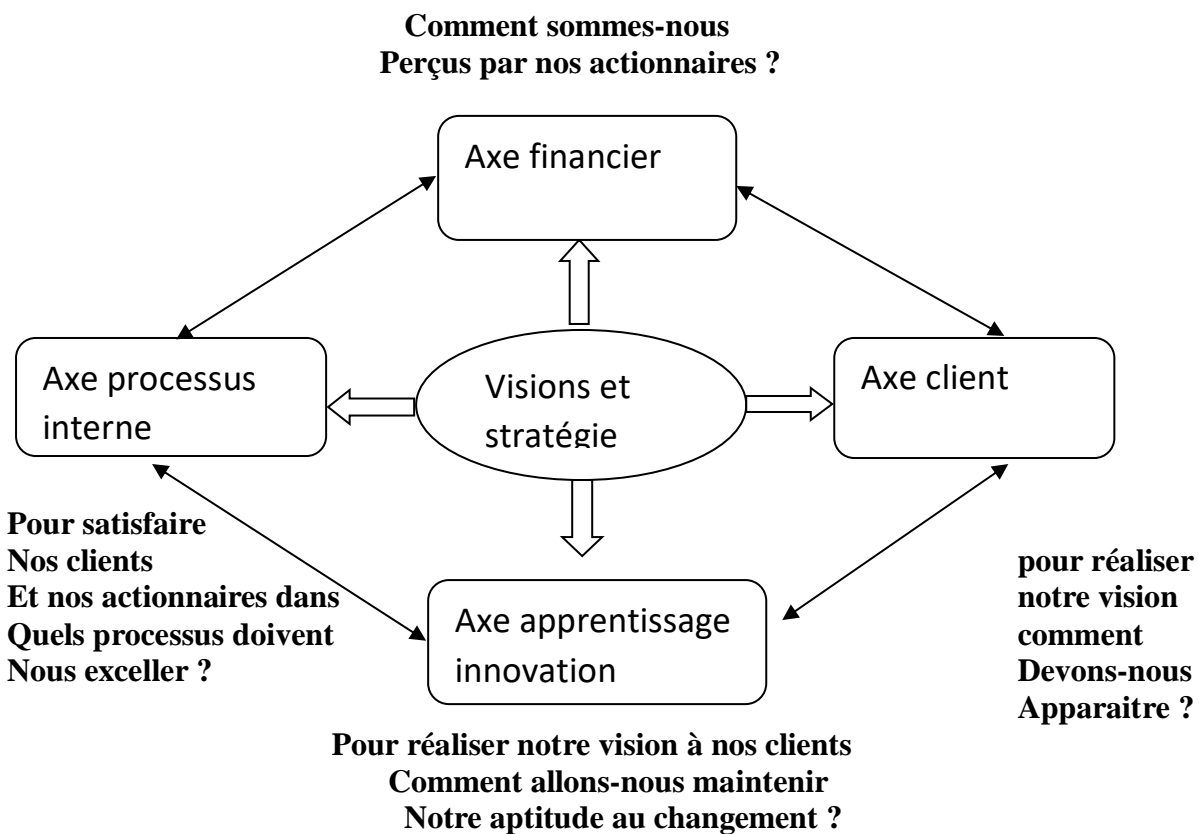 Comment sommes-nous
Perçus par nos actionnaires ?
Axe financier
Axe processus
interne
Visions et
stratégie
Axe client
Pour satisfaire
Nos clients
Et nos actionnaires dans
Quels processus doivent
Nous exceller ?
pour réaliser
notre vision
comment
Devons-nous
Apparaitre ?
Axe apprentissage
innovation
Pour réaliser notre vision à nos clients
Comment allons-nous maintenir
Notre aptitude au changement ?